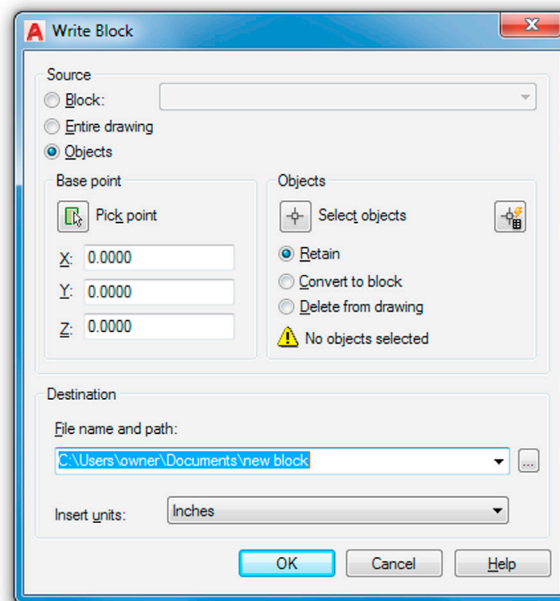 Write Block
Source
Block:
Entire drawing
Objects
Base point
Pick point
X: 0.0000
Y: 0.0000
Z: 0.0000
Objects
Select objects
Retain
Convert to block
Delete from drawing
No objects selected
Destination
File name and path:
C:\Users\owner\Documents\new block
...
Insert units: Inches
OK Cancel Help